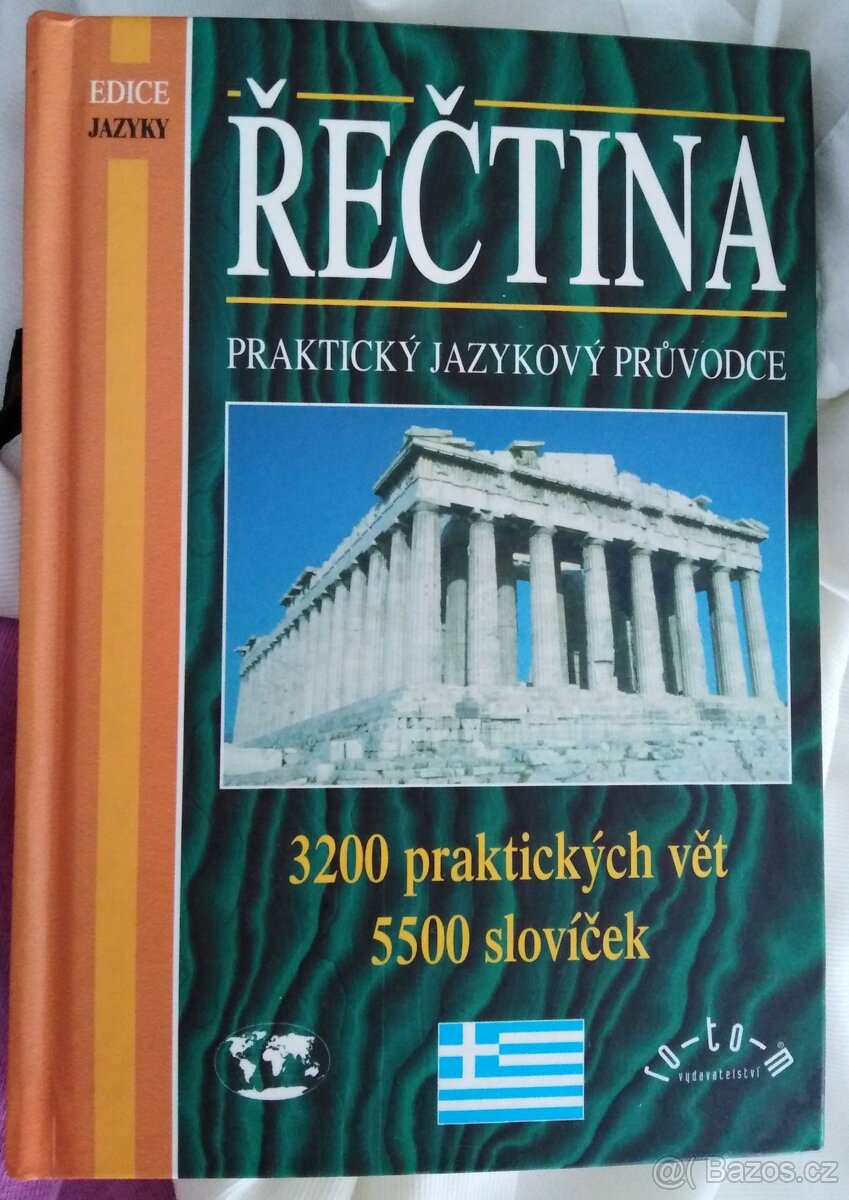 EDICE
JAZYKY
ŘEČTINA
PRAKTICKÝ JAZYKOVÝ PRŮVODCE
3200 praktických vět
5500 slovíček
ro-to-m®
vydavatelství
@( Bazos.cz